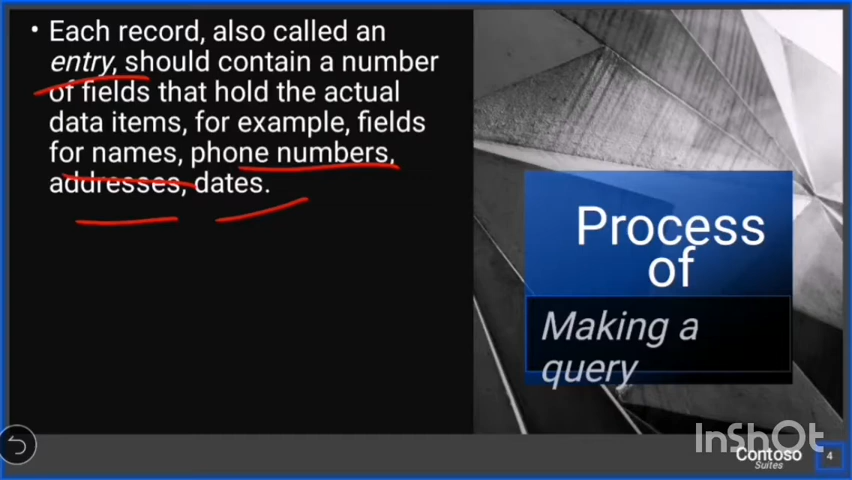 • Each record, also called an
entry, should contain a number
of fields that hold the actual
data items, for example, fields
for names, phone numbers,
addresses, dates.
Process
of
Making a
query
InShOt
Contoso
Suites
4